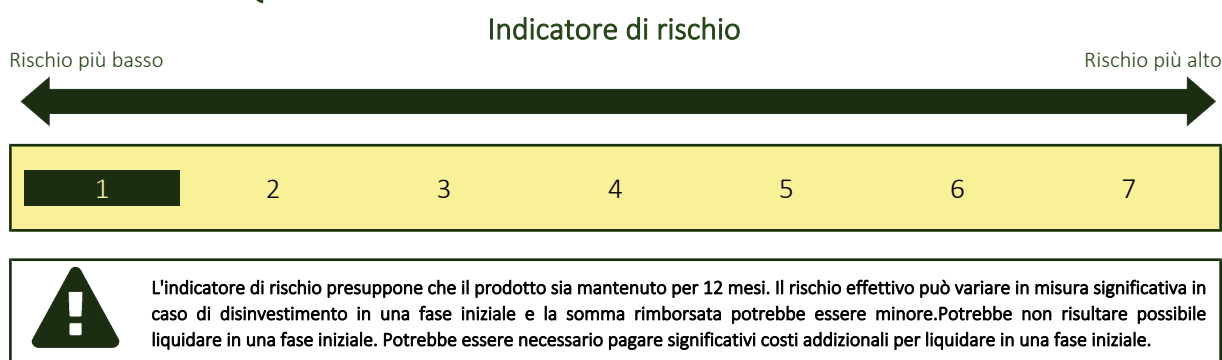 Indicatore di rischio
Rischio più basso
Rischio più alto
1 2 3 4 5 6 7
L'indicatore di rischio presuppone che il prodotto sia mantenuto per 12 mesi. Il rischio effettivo può variare in misura significativa in
caso di disinvestimento in una fase iniziale e la somma rimborsata potrebbe essere minore.Potrebbe non risultare possibile
liquidare in una fase iniziale. Potrebbe essere necessario pagare significativi costi addizionali per liquidare in una fase iniziale.